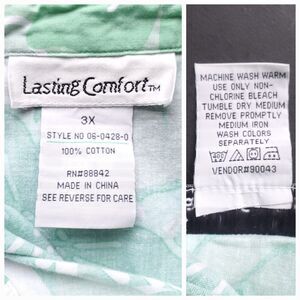 Lasting Comfort™
3X
STYLE NO 06-0428-0
100% COTTON
RN#88842
MADE IN CHINA
SEE REVERSE FOR CARE
MACHINE WASH WARM
USE ONLY NON-
CHLORINE BLEACH
TUMBLE DRY MEDIUM
REMOVE PROMPTLY
MEDIUM IRON
WASH COLORS
SEPARATELY
VENDOR#90043